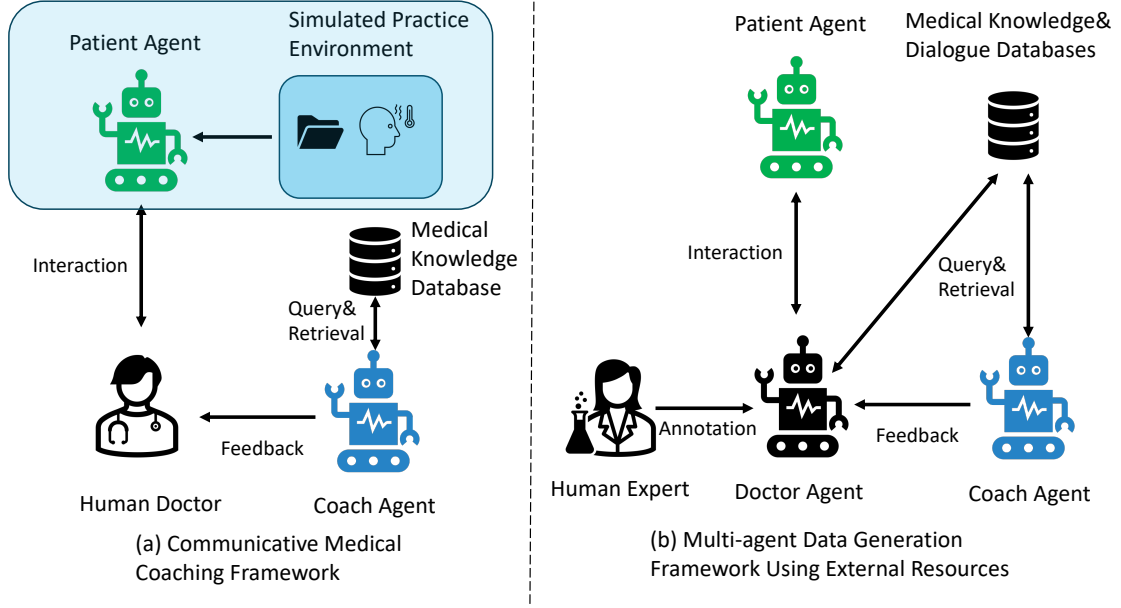 Simulated Practice
Environment
Patient Agent
Medical
Knowledge
Database
Interaction
Query&
Retrieval
Feedback
Human Doctor
Coach Agent
(a) Communicative Medical
Coaching Framework
Patient Agent
Medical Knowledge&
Dialogue Databases
Interaction
Query&
Retrieval
Annotation
Feedback
Human Expert
Doctor Agent
Coach Agent
(b) Multi-agent Data Generation
Framework Using External Resources